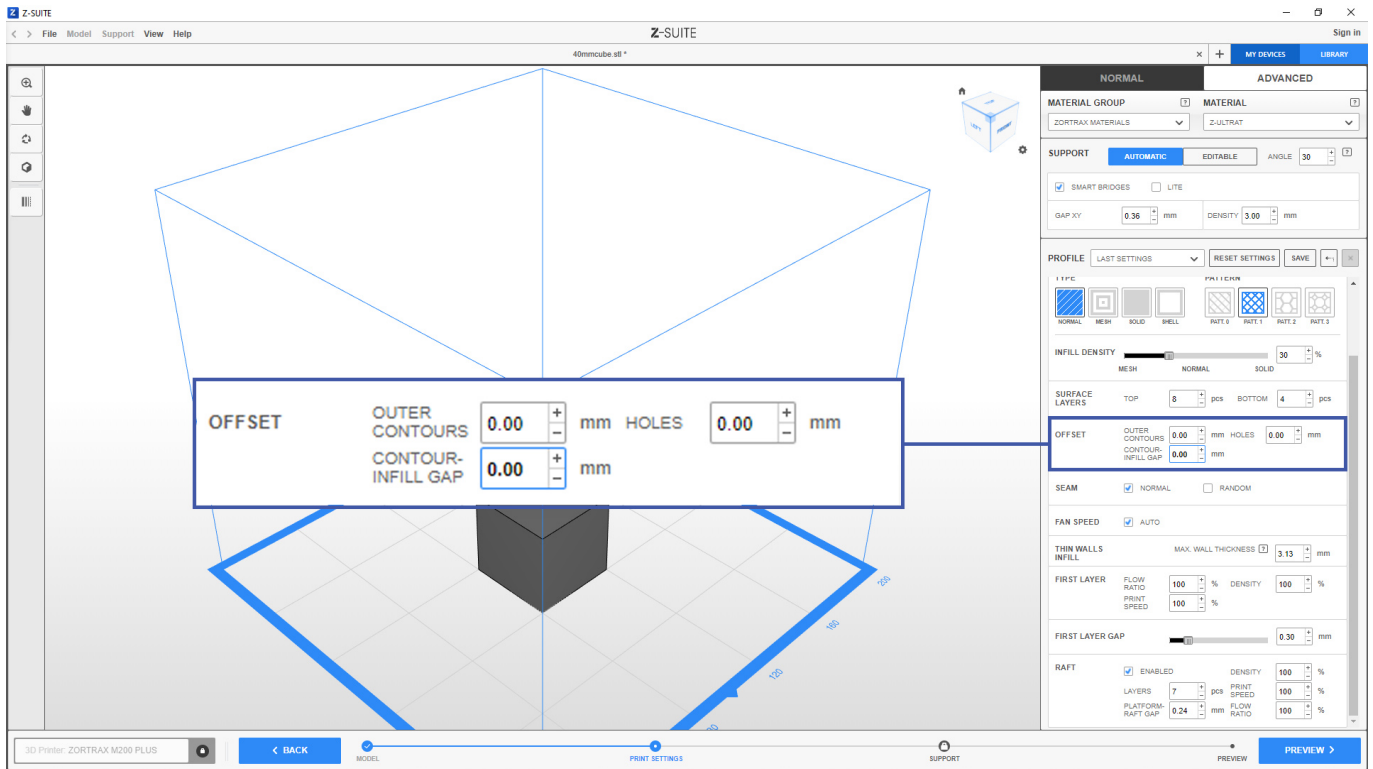 Z-SUITE
File Model Support View Help
Z-SUITE
Sign in
40mmcube.stl *
MY DEVICES
LIBRARY
NORMAL
ADVANCED
MATERIAL GROUP ?
MATERIAL ?
ZORTRAX MATERIALS
Z-ULTRAT
SUPPORT AUTOMATIC EDITABLE ANGLE 30 ?
SMART BRIDGES LITE
GAP XY 0.36 mm DENSITY 3.00 mm
PROFILE LAST SETTINGS RESET SETTINGS SAVE
TYPE PATTERN
NORMAL MESH SOLID SHELL PATT. 0 PATT. 1 PATT. 2 PATT. 3
INFILL DENSITY 30 %
MESH NORMAL SOLID
SURFACE
LAYERS
TOP 8 pcs BOTTOM 4 pcs
OFFSET
OUTER
CONTOURS 0.00 mm HOLES 0.00 mm
CONTOUR-
INFILL GAP 0.00 mm
SEAM NORMAL RANDOM
FAN SPEED AUTO
THIN WALLS
INFILL
MAX. WALL THICKNESS ? 3.13 mm
FIRST LAYER
FLOW
RATIO 100 % DENSITY 100 %
PRINT
SPEED 100 %
FIRST LAYER GAP 0.30 mm
RAFT ENABLED DENSITY 100 %
LAYERS 7 pcs PRINT
SPEED 100 %
PLATFORM-
RAFT GAP 0.24 mm FLOW
RATIO 100 %
LEFT
FRONT
OFFSET
OUTER
CONTOURS 0.00 mm HOLES 0.00 mm
CONTOUR-
INFILL GAP 0.00 mm
200
160
120
3D Printer: ZORTRAX M200 PLUS
BACK
MODEL
PRINT SETTINGS
SUPPORT
PREVIEW
PREVIEW